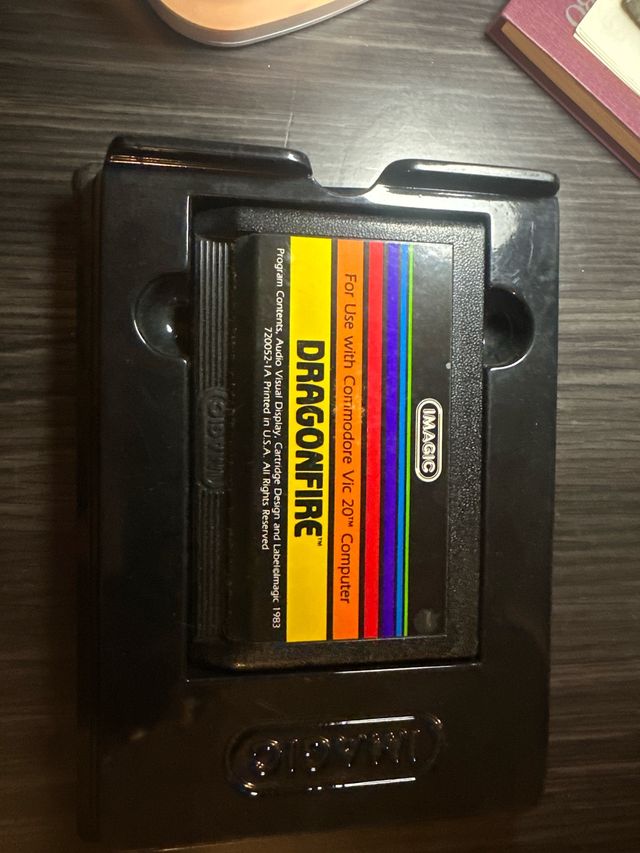 IMAGIC
For Use with Commodore Vic 20™ Computer
DRAGONFIRE™
Program Contents, Audio Visual Display, Cartridge Design and Label©Imagic 1983
720052-1A Printed in U.S.A. All Rights Reserved
IMAGIC
IMAGIC